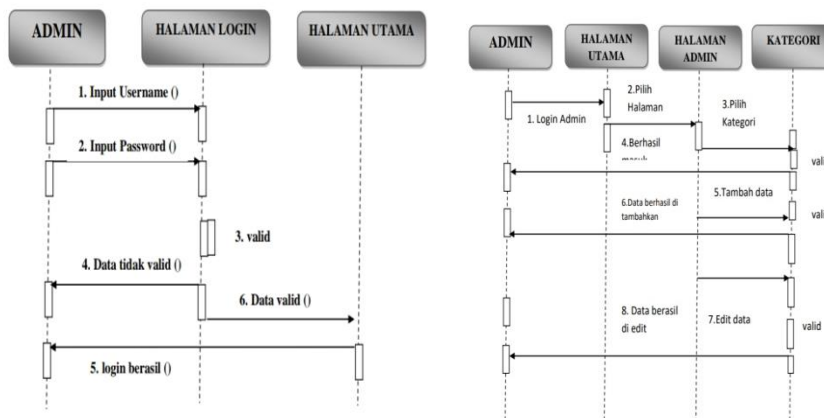 ADMIN
HALAMAN LOGIN
HALAMAN UTAMA
1. Input Username ()
2. Input Password ()
3. valid
4. Data tidak valid ()
6. Data valid ()
5. login berasil ()
ADMIN
HALAMAN
UTAMA
HALAMAN
ADMIN
KATEGORI
1. Login Admin
2.Pilih
Halaman
3.Pilih
Kategori
4.Berhasil
vali
5.Tambah data
6.Data berhasil di
tambahkan
vali
7.Edit data
valid
8. Data berasil
di edit